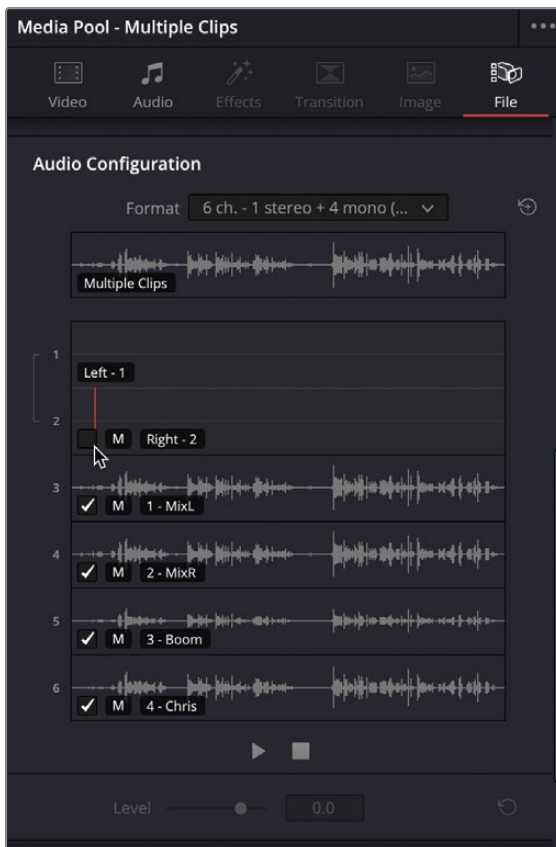 Media Pool - Multiple Clips
Video Audio Effects Transition Image File
Audio Configuration
Format 6 ch. - 1 stereo + 4 mono (...
Multiple Clips
1
Left - 1
2
M Right - 2
3
M 1 - MixL
4
M 2 - MixR
5
M 3 - Boom
6
M 4 - Chris
Level 0.0